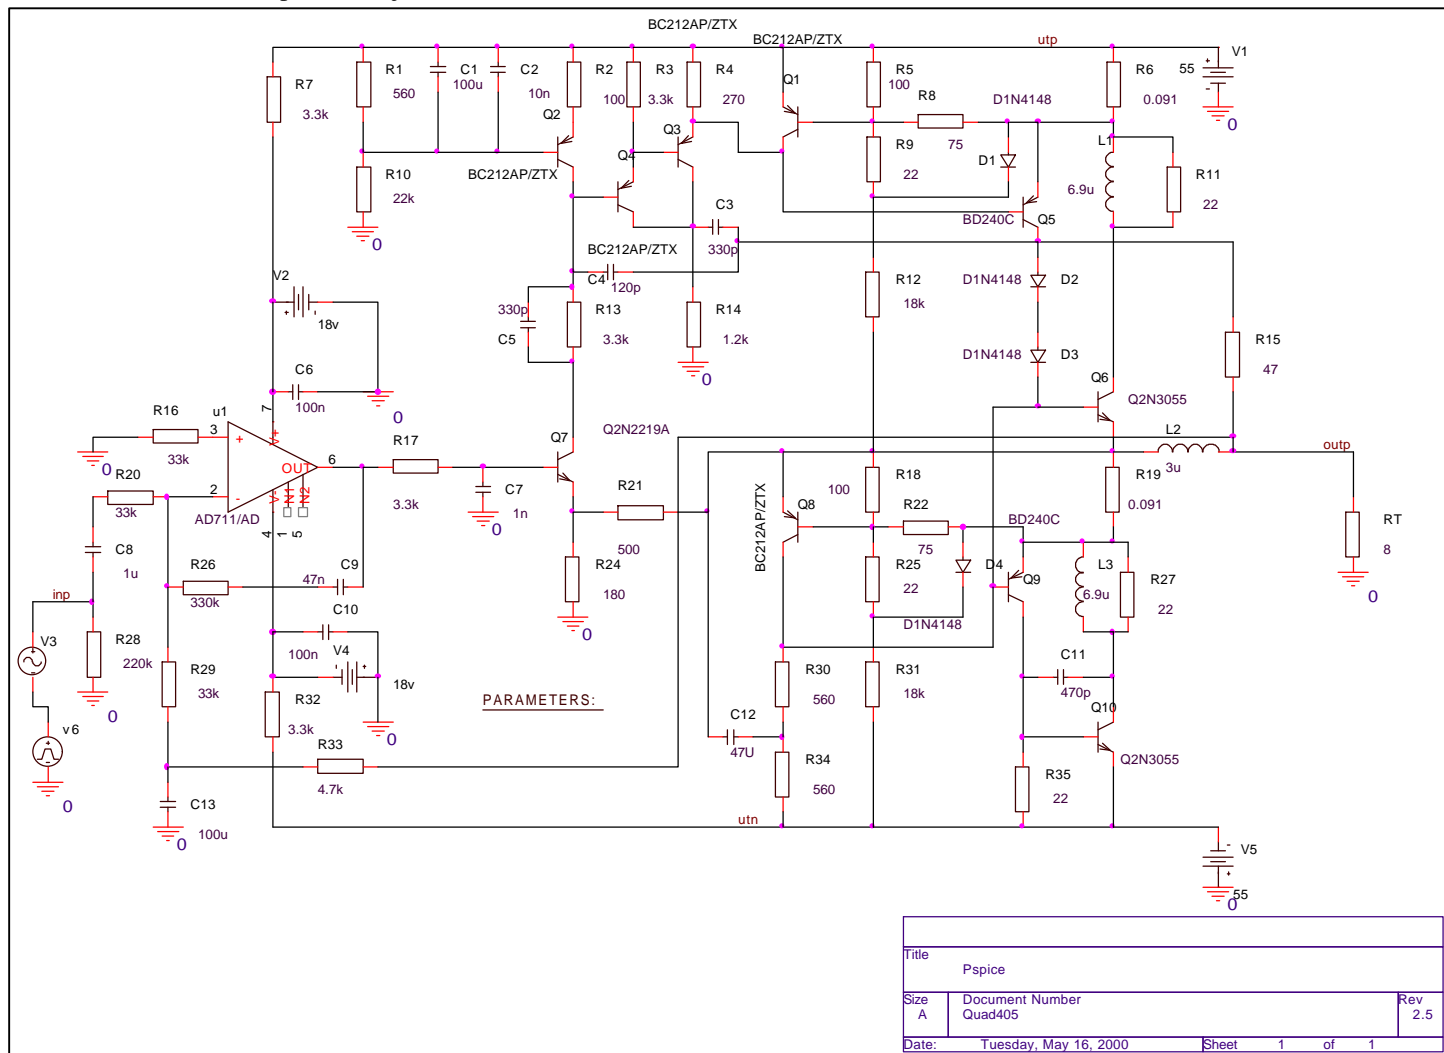 BC212AP/ZTX
BC212AP/ZTX
utp
V1
55
R7
3.3k
R1
560
C1
100u
C2
10n
R2
100
R3
3.3k
R4
270
Q1
R5
100
R8
75
D1N4148
R6
0.091
0
Q2
Q3
Q4
R9
22
D1
L1
6.9u
R11
22
BC212AP/ZTX
R10
22k
0
C3
330p
BD240C
Q5
BC212AP/ZTX
C4
120p
V2
18v
330p
C5
R13
3.3k
R14
1.2k
0
R12
18k
D1N4148
D2
D1N4148
D3
R15
47
C6
100n
0
Q6
Q2N3055
R16
33k
0
u1
7
3
+
V+
6
OUT
2
-
V-
N1
N2
AD711/AD
4
1
5
R17
3.3k
Q7
Q2N2219A
L2
3u
outp
R20
33k
C7
1n
0
R21
500
Q8
BC212AP/ZTX
R18
100
R22
75
R19
0.091
BD240C
RT
8
0
C8
1u
R26
330k
C9
47n
R24
180
0
R25
22
D4
D1N4148
Q9
L3
6.9u
R27
22
inp
V3
R28
220k
0
C10
100n
V4
18v
0
R29
33k
R32
3.3k
PARAMETERS:
R30
560
R31
18k
C11
470p
Q10
Q2N3055
v6
0
R33
4.7k
C12
47U
R34
560
R35
22
C13
100u
0
utn
V5
55
0
Title
Pspice
Size
A
Document Number
Quad405
Rev
2.5
Date:
Tuesday, May 16, 2000
Sheet 1 of 1